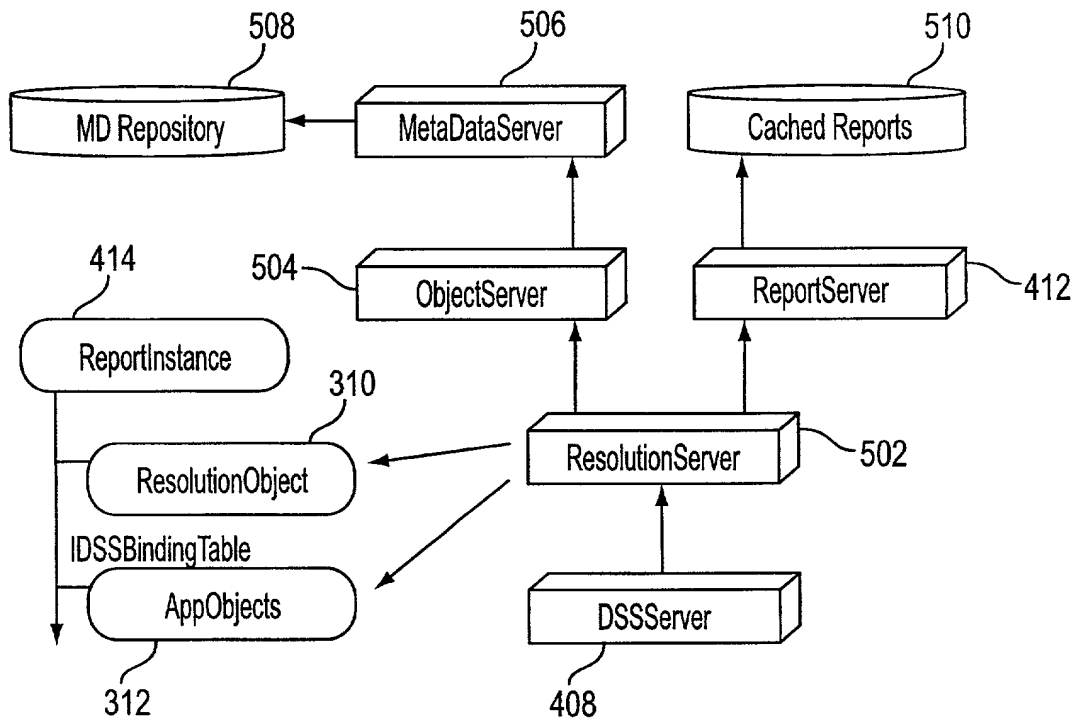 508
506
510
MD Repository
MetaDataServer
Cached Reports
414
504
ObjectServer
ReportServer
412
ReportInstance
310
ResolutionObject
ResolutionServer
502
IDSSBindingTable
AppObjects
DSSServer
312
408